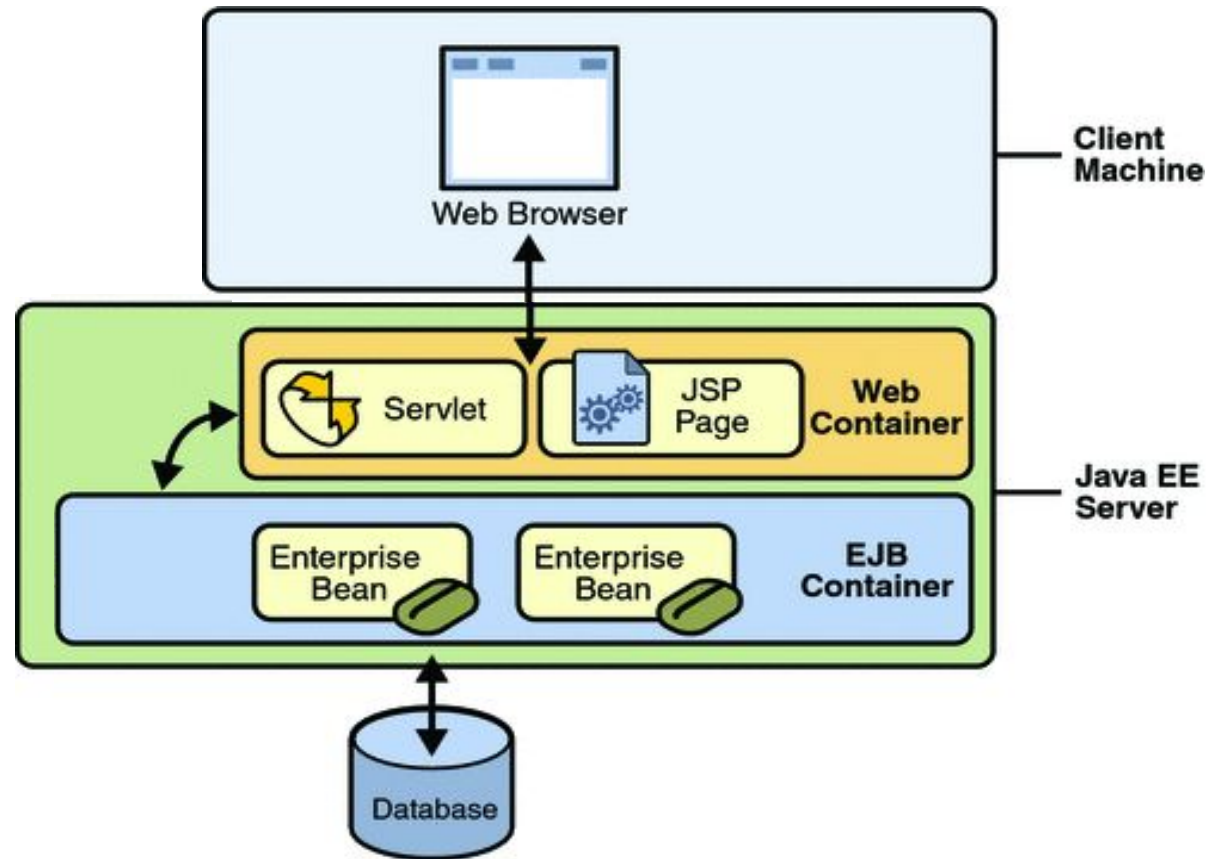 Web Browser
Client
Machine
Servlet
JSP
Page
Web
Container
Java EE
Server
Enterprise
Bean
Enterprise
Bean
EJB
Container
Database